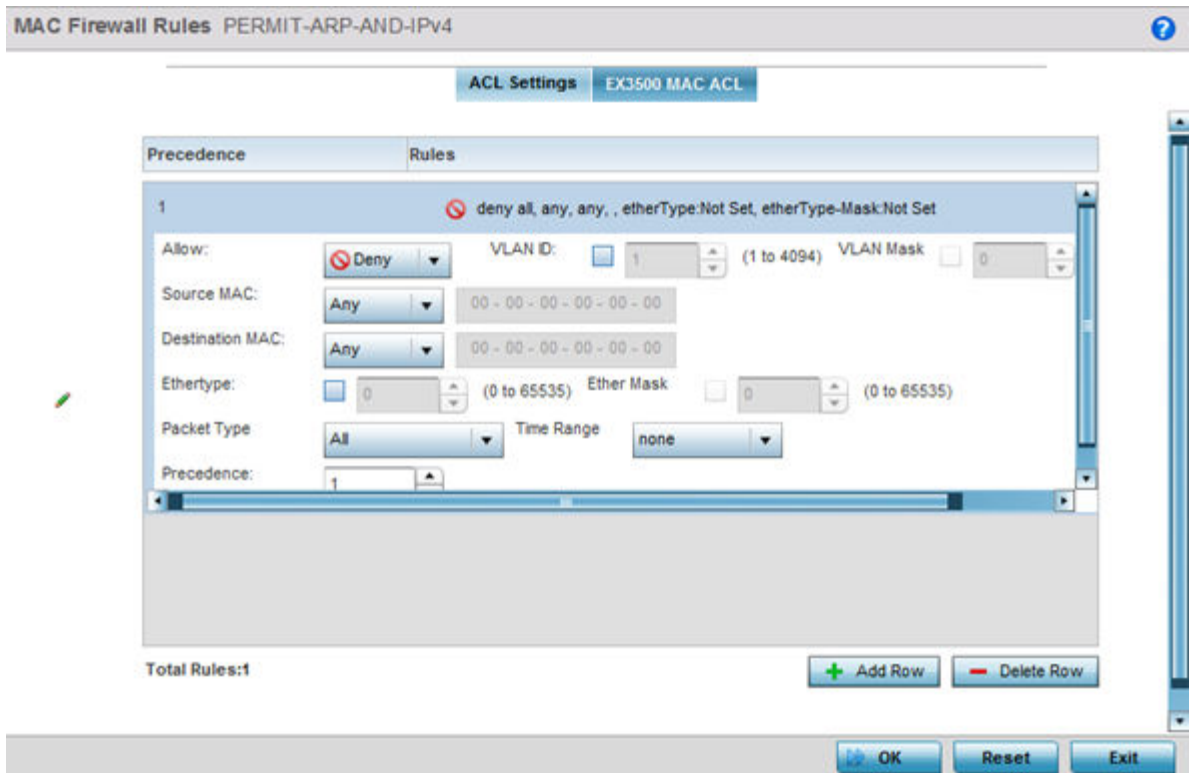 MAC Firewall Rules PERMIT-ARP-AND-IPv4
ACL Settings EX3500 MAC ACL
Precedence Rules
1 deny all, any, any, , etherType:Not Set, etherType-Mask:Not Set
Allow: Deny VLAN ID: 1 (1 to 4094) VLAN Mask 0
Source MAC: Any 00 - 00 - 00 - 00 - 00 - 00
Destination MAC: Any 00 - 00 - 00 - 00 - 00 - 00
Ethertype: 0 (0 to 65535) Ether Mask 0 (0 to 65535)
Packet Type All Time Range none
Precedence: 1
Total Rules:1 Add Row Delete Row
OK Reset Exit